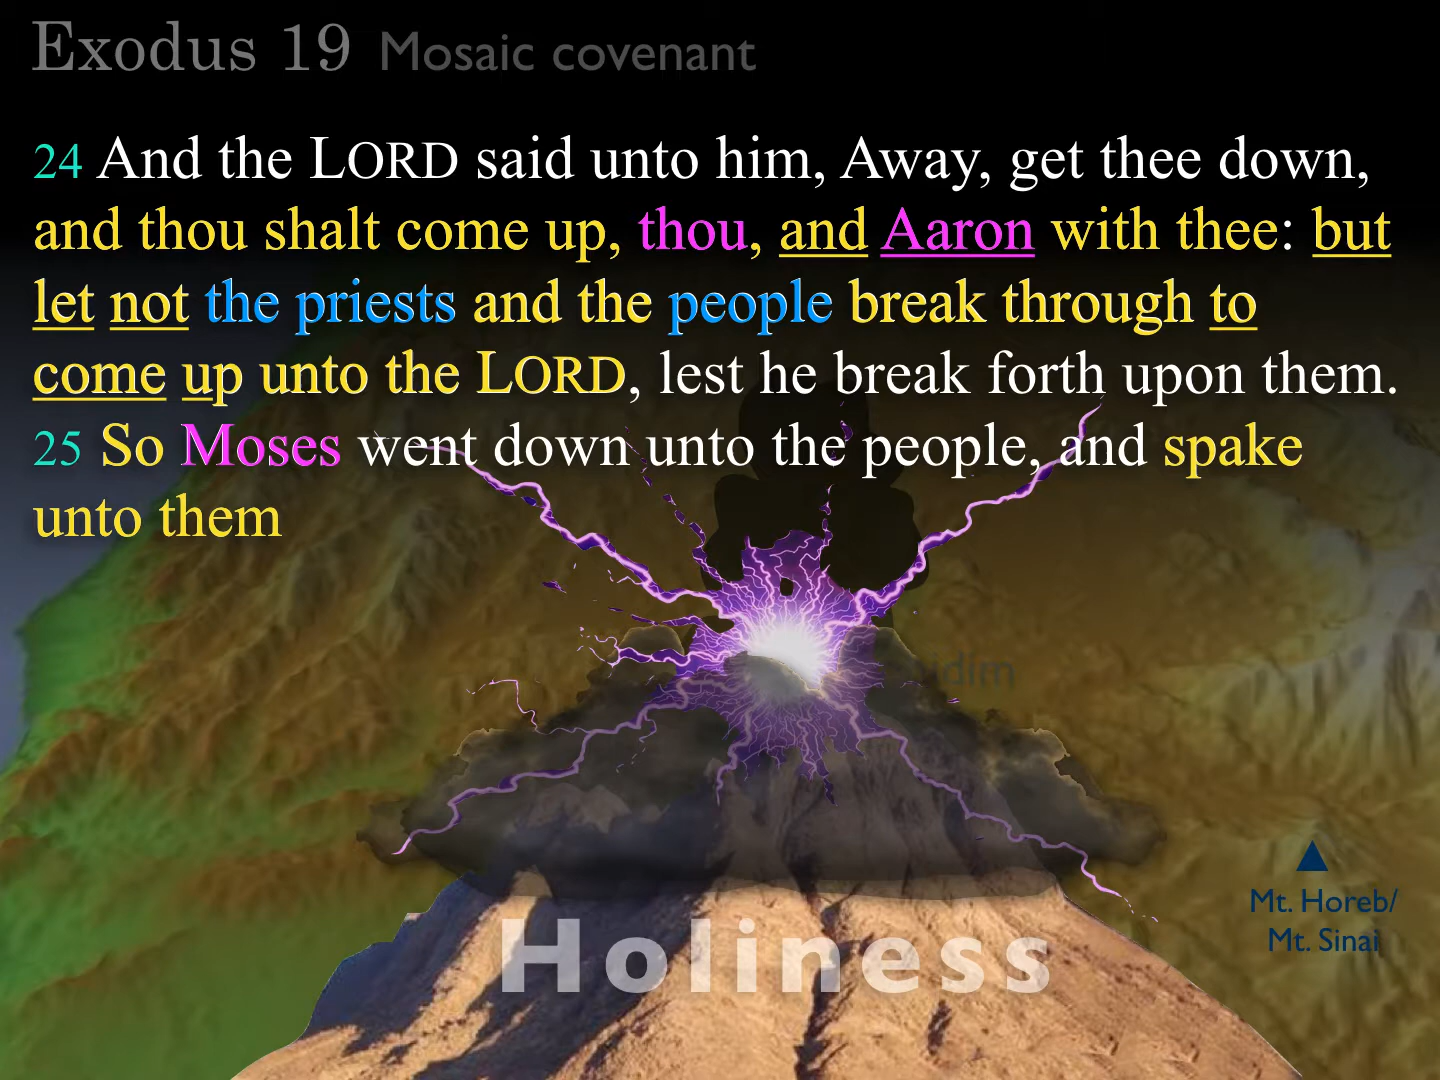 Exodus 19 Mosaic covenant
24 And the LORD said unto him, Away, get thee down,
and thou shalt come up, thou, and Aaron with thee: but
let not the priests and the people break through to
come up unto the LORD, lest he break forth upon them.
25 So Moses went down unto the people, and spake
unto them
Mt. Horeb/
Mt. Sinai
Holiness